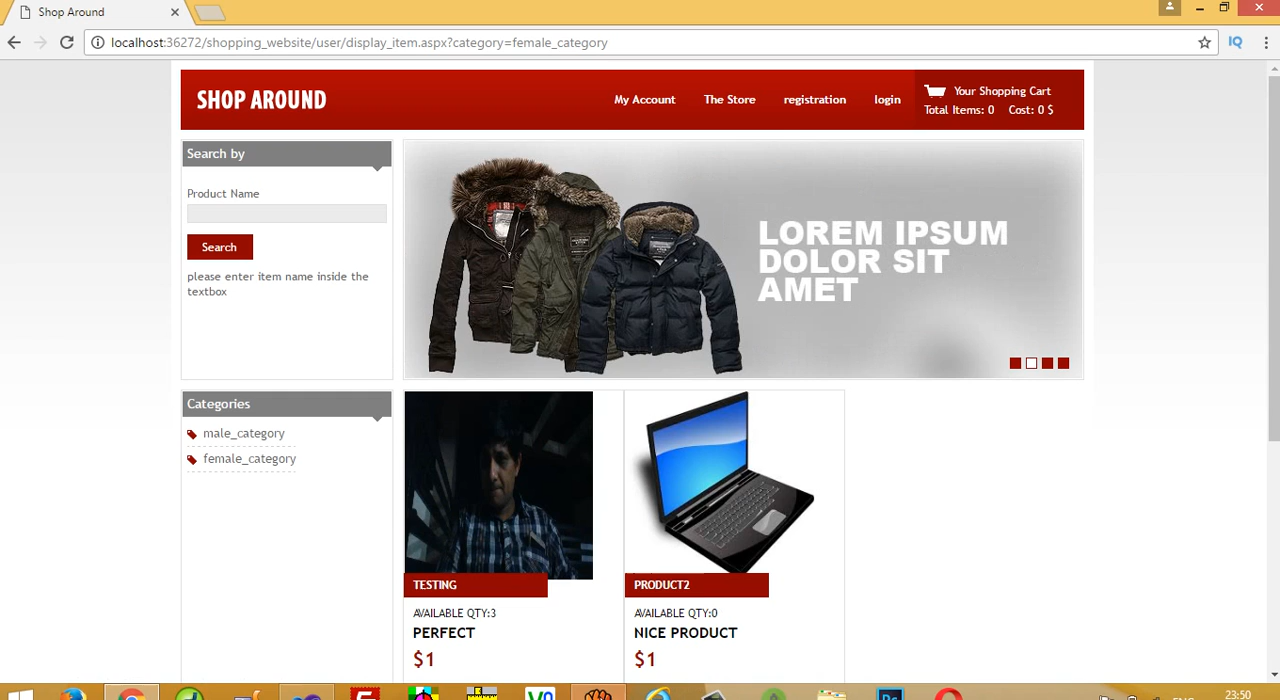 Shop Around
localhost:36272/shopping_website/user/display_item.aspx?category=female_category
IQ
SHOP AROUND
My Account
The Store
registration
login
Your Shopping Cart
Total Items: 0 Cost: 0 $
Search by
Product Name
Search
please enter item name inside the
textbox
LOREM IPSUM
DOLOR SIT
AMET
Categories
male_category
female_category
TESTING
AVAILABLE QTY:3
PERFECT
$1
PRODUCT2
AVAILABLE QTY:0
NICE PRODUCT
$1
23:50